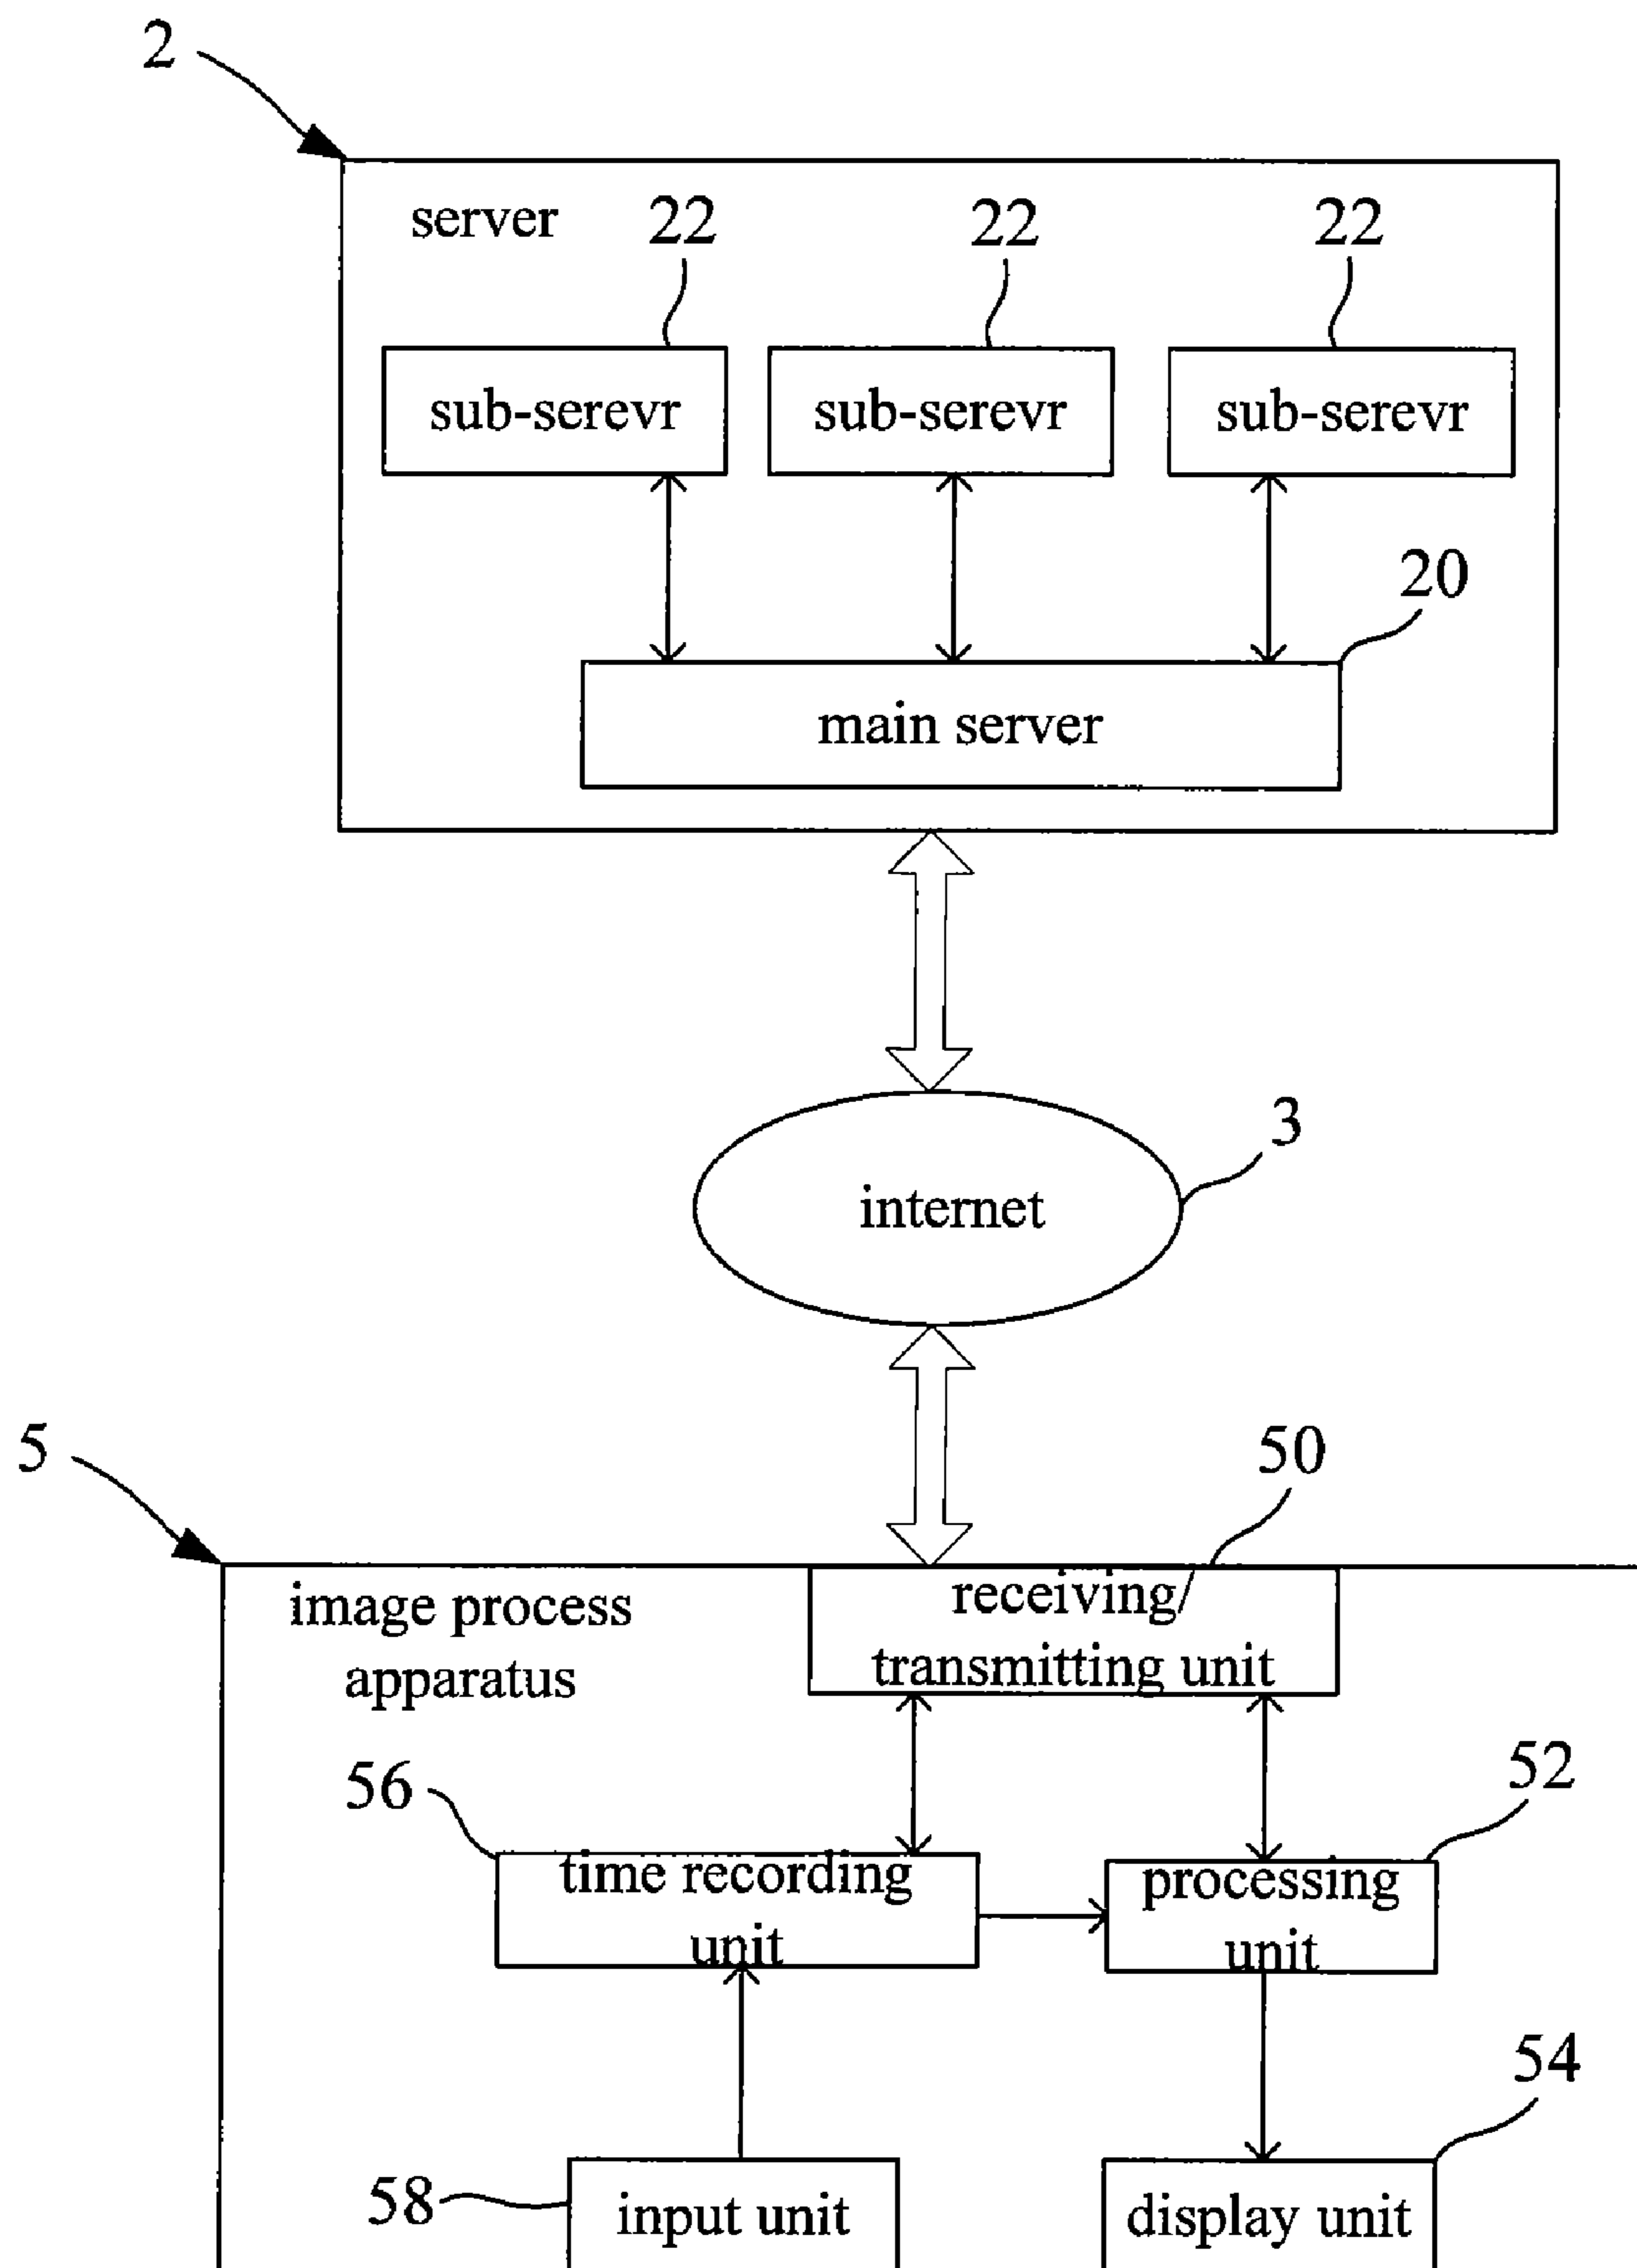 2
server
22
22
22
sub-serevr
sub-serevr
sub-serevr
20
main server
3
internet
5
50
image process
apparatus
receiving/
transmitting unit
56
52
time recording
unit
processing
unit
54
58
input unit
display unit